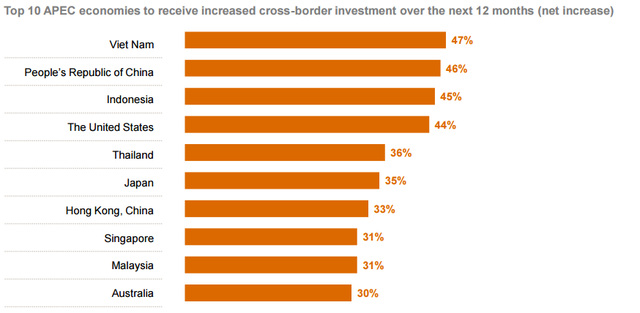 Top 10 APEC economies to receive increased cross-border investment over the next 12 months (net increase)
Viet Nam 47%
People's Republic of China 46%
Indonesia 45%
The United States 44%
Thailand 36%
Japan 35%
Hong Kong, China 33%
Singapore 31%
Malaysia 31%
Australia 30%